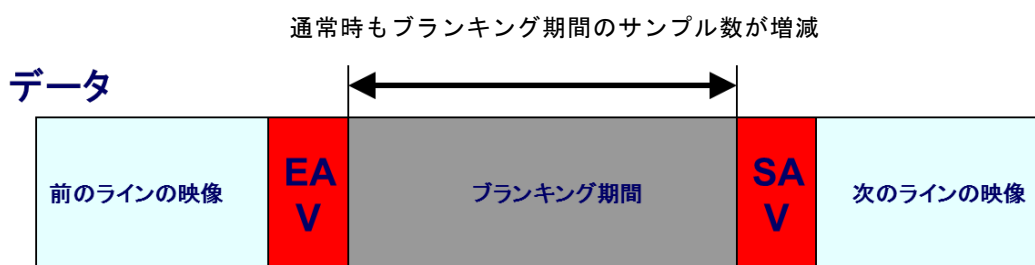 通常時もブランキング期間のサンプル数が増減
データ
前のラインの映像
EA
V
ブランキング期間
SA
V
次のラインの映像